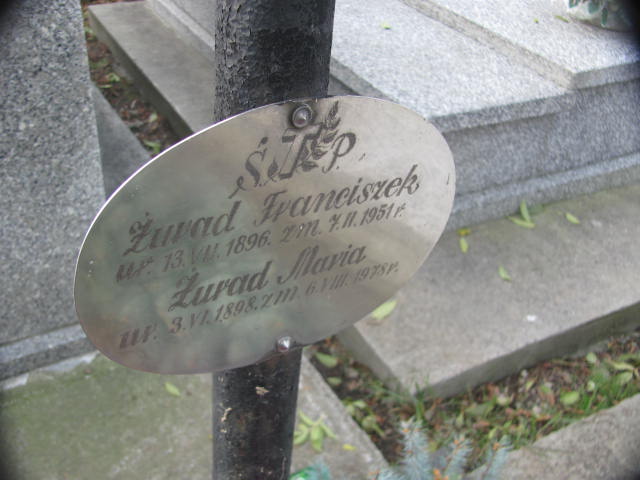 Ś. P.
Żurad Franciszek
ur. 13.VII.1896. zm. 7.II.1951 r.
Żurad Maria
ur. 3.VI.1898. zm. 6.VIII.1978 r.